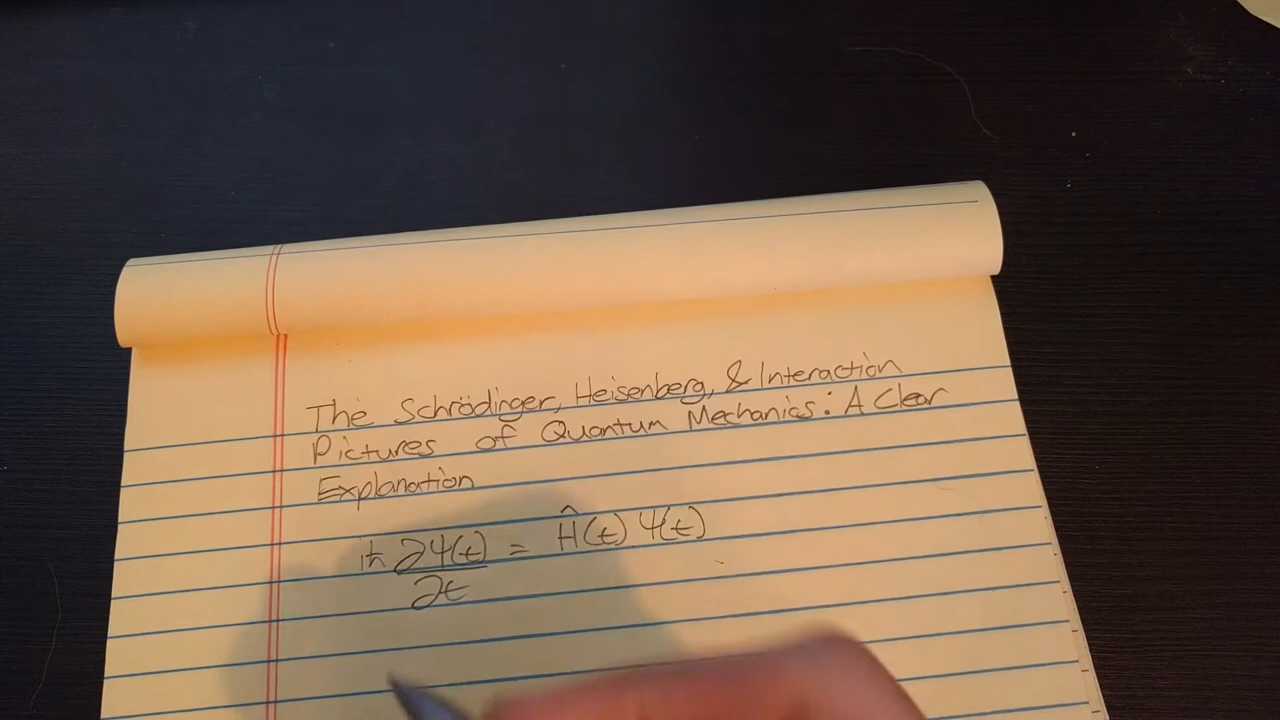 The Schrödinger, Heisenberg, & Interaction
Pictures of Quantum Mechanics: A Clear
Explanation
iħ ∂Ψ(t)/∂t = Ĥ(t) Ψ(t)